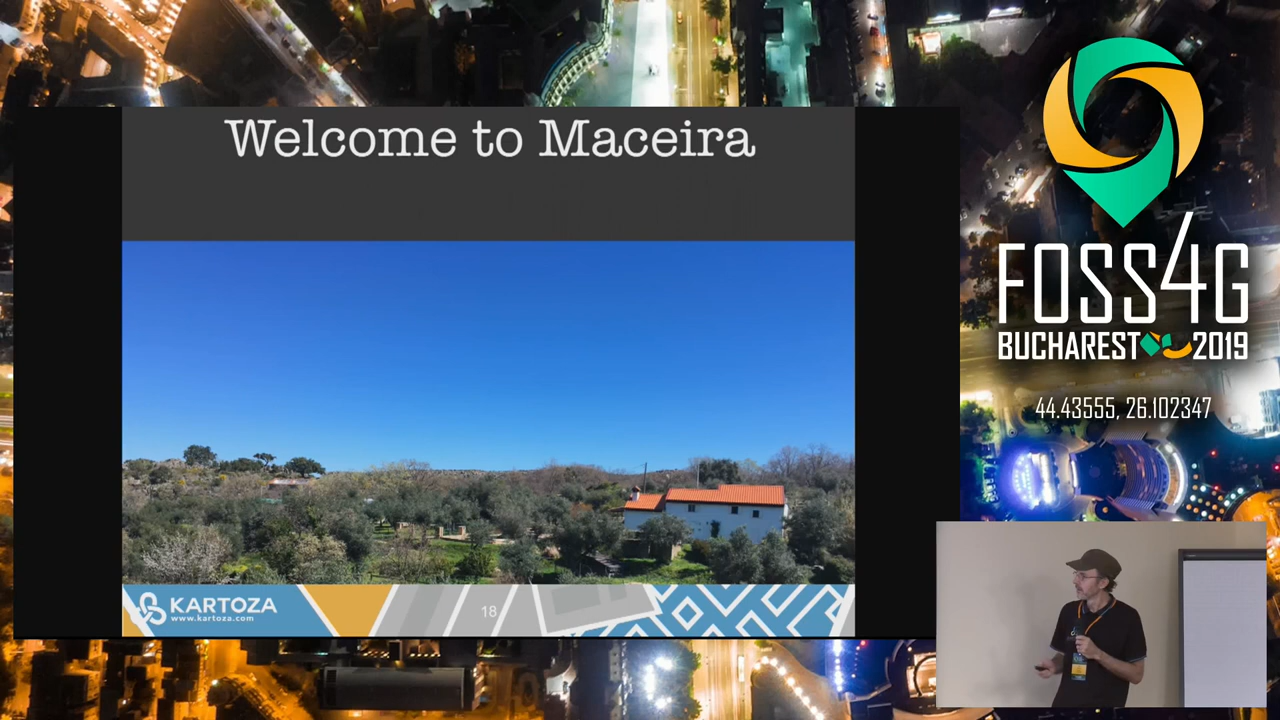 Welcome to Maceira
KARTOZA
www.kartoza.com
18
FOSS4G
BUCHAREST 2019
44.43555, 26.102347